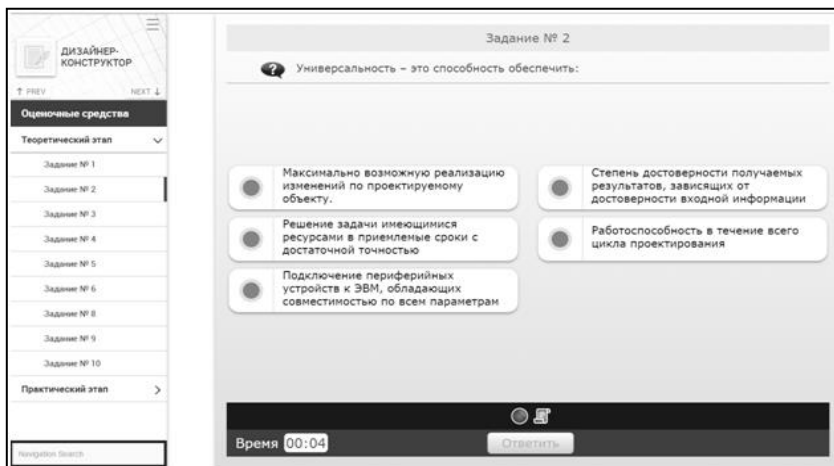 ДИЗАЙНЕР-
КОНСТРУКТОР
↑ PREV
NEXT ↓
Оценочные средства
Теоретический этап
Задание № 1
Задание № 2
Задание № 3
Задание № 4
Задание № 5
Задание № 6
Задание № 8
Задание № 9
Задание № 10
Практический этап
Navigation Search
Задание № 2
Универсальность – это способность обеспечить:
Максимально возможную реализацию
изменений по проектируемому
объекту.
Степень достоверности получаемых
результатов, зависящих от
достоверности входной информации
Решение задачи имеющимися
ресурсами в приемлемые сроки с
достаточной точностью
Работоспособность в течение всего
цикла проектирования
Подключение периферийных
устройств к ЭВМ, обладающих
совместимостью по всем параметрам
Время 00:04
Ответить